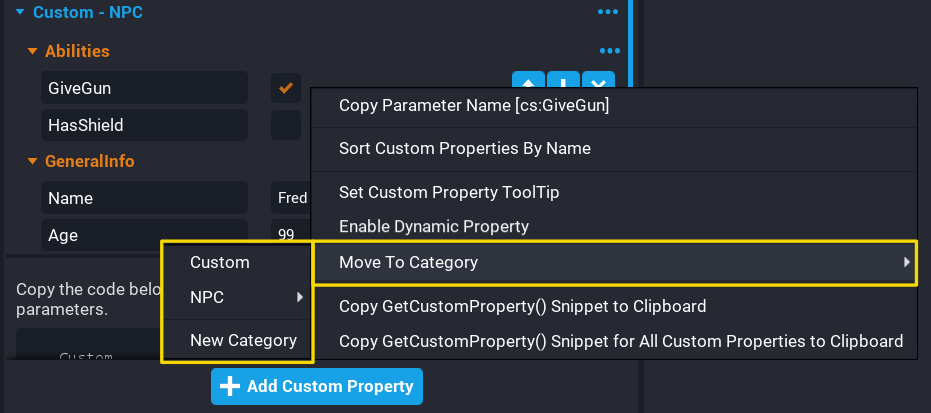 Custom - NPC
Abilities
GiveGun
HasShield
GeneralInfo
Name
Fred
Age
99
Copy Parameter Name [cs:GiveGun]
Sort Custom Properties By Name
Set Custom Property ToolTip
Enable Dynamic Property
Move To Category
Copy GetCustomProperty() Snippet to Clipboard
Copy GetCustomProperty() Snippet for All Custom Properties to Clipboard
Custom
NPC
New Category
Copy the code belo
parameters.
Custom
Add Custom Property